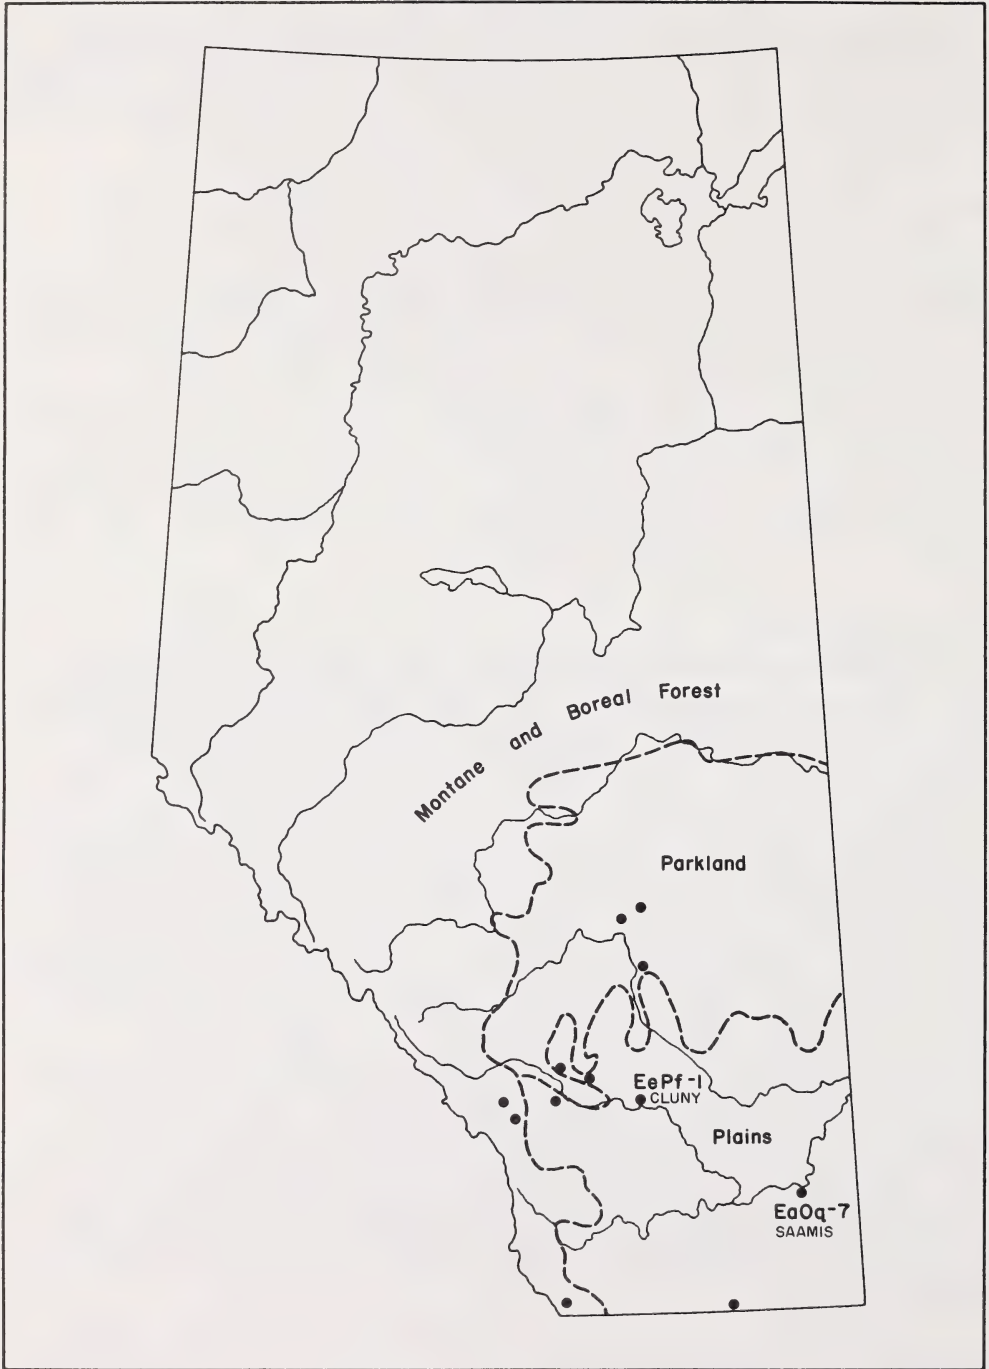 Montane and Boreal Forest
Parkland
EePf-1
CLUNY
Plains
EaOq-7
SAAMIS